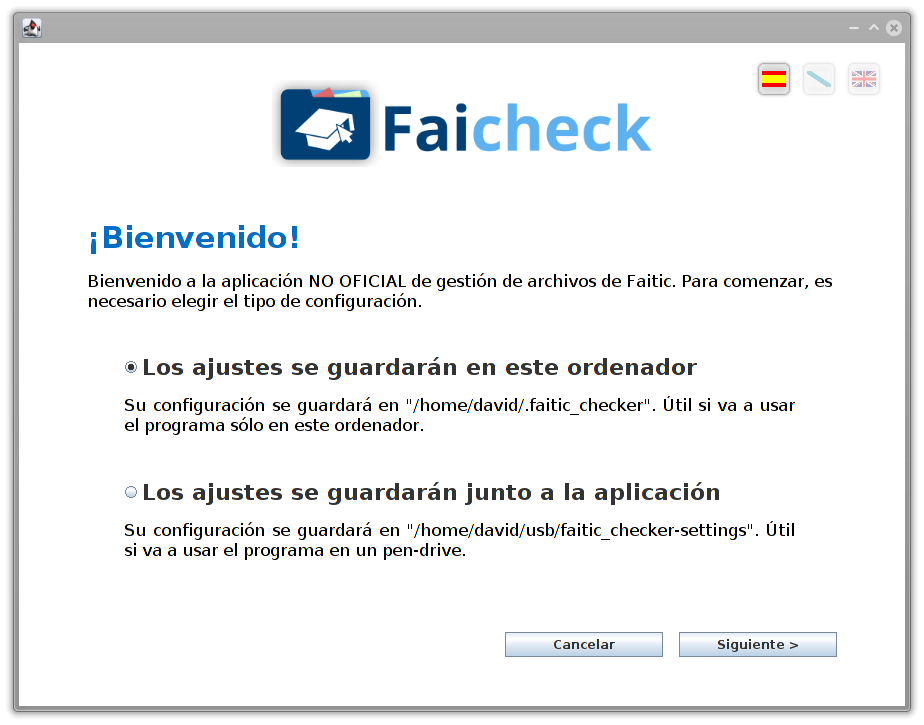 Faicheck
¡Bienvenido!
Bienvenido a la aplicación NO OFICIAL de gestión de archivos de Faitic. Para comenzar, es
necesario elegir el tipo de configuración.
Los ajustes se guardarán en este ordenador
Su configuración se guardará en "/home/david/.faitic_checker". Útil si va a usar
el programa sólo en este ordenador.
Los ajustes se guardarán junto a la aplicación
Su configuración se guardará en "/home/david/usb/faitic_checker-settings". Útil
si va a usar el programa en un pen-drive.
Cancelar
Siguiente >